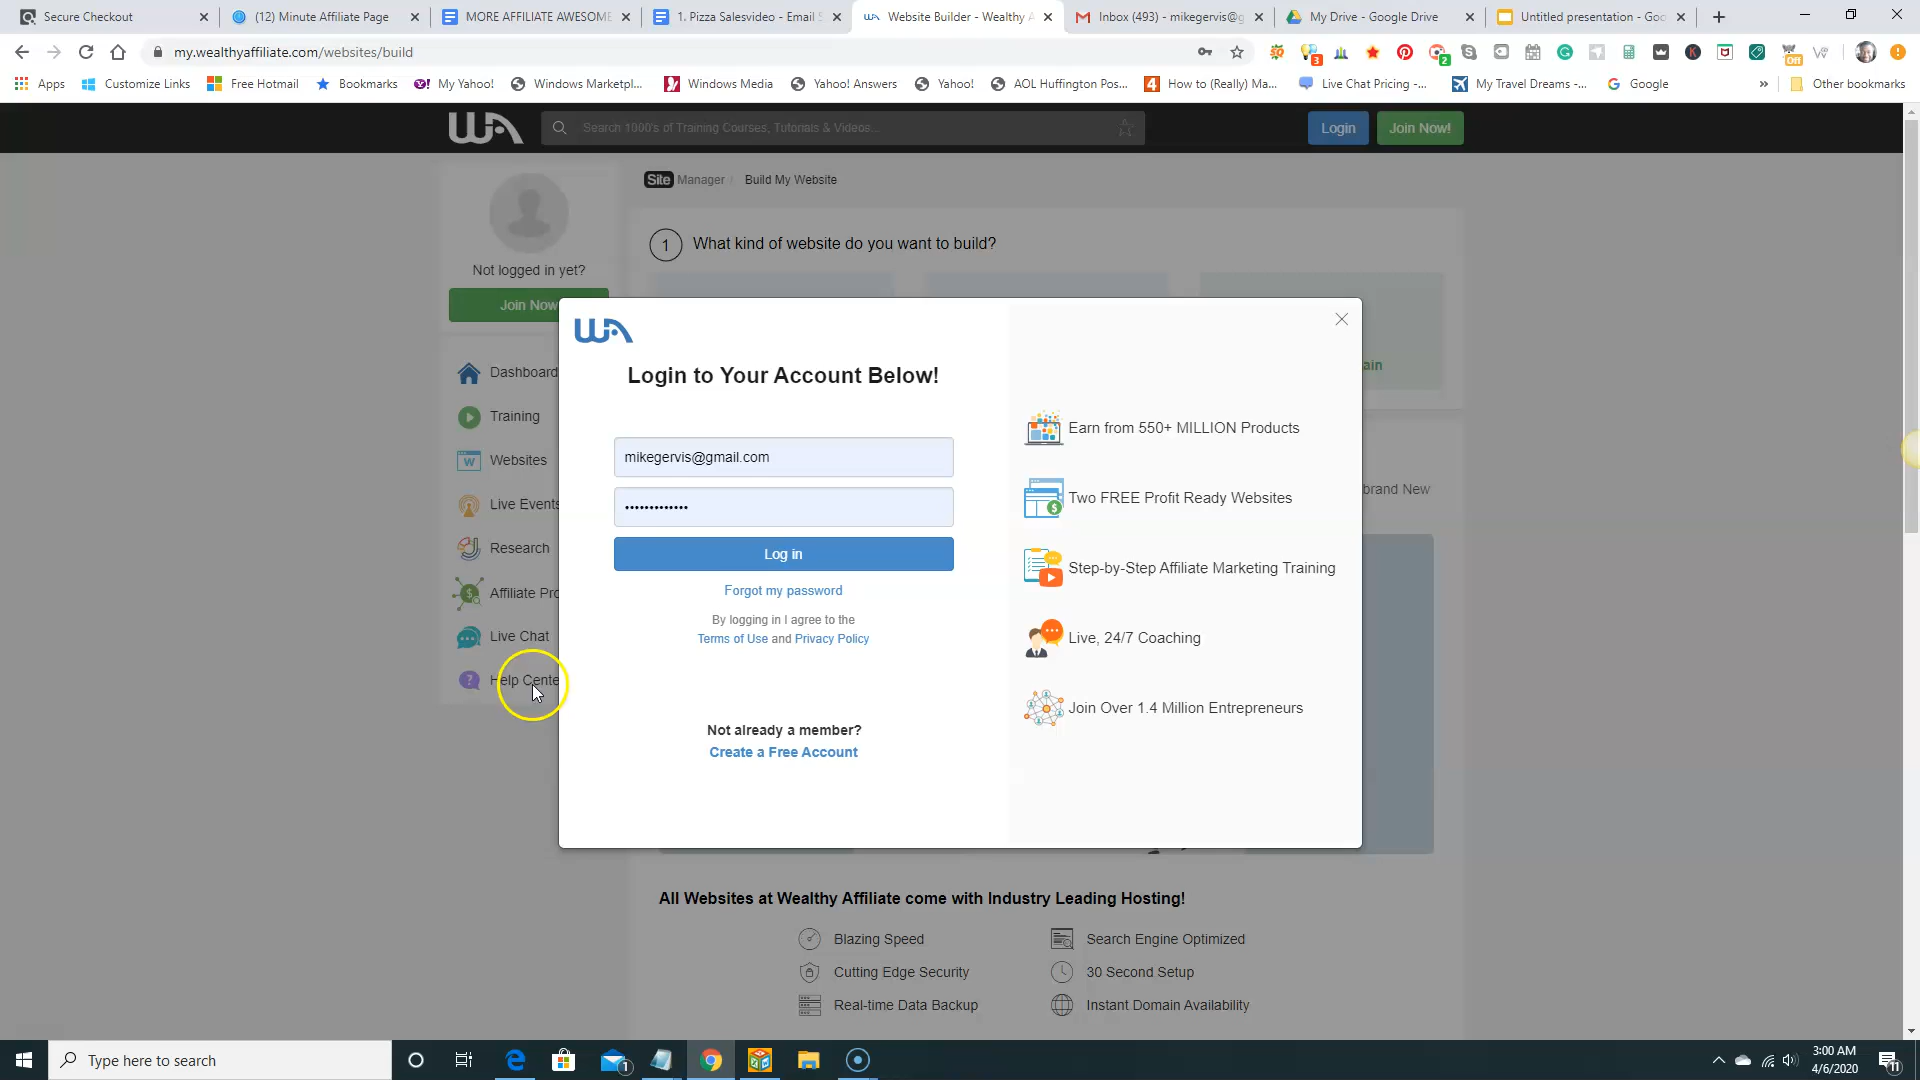 Secure Checkout
(12) Minute Affiliate Page
MORE AFFILIATE AWESOME
1. Pizza Salesvideo - Email S
Website Builder - Wealthy A
Inbox (493) - mikegervis@g
My Drive - Google Drive
Untitled presentation - Goo
my.wealthyaffiliate.com/websites/build
3
2
Off
Apps
Customize Links
Free Hotmail
Bookmarks
My Yahoo!
Windows Marketpl...
Windows Media
Yahoo! Answers
Yahoo!
AOL Huffington Pos...
How to (Really) Ma...
Live Chat Pricing -...
My Travel Dreams -...
Google
»
Other bookmarks
WA
Search 1000's of Training Courses, Tutorials & Videos...
Login
Join Now!
Site Manager / Build My Website
1 What kind of website do you want to build?
Not logged in yet?
Join Now
Dashboard
Training
Websites
Live Events
Research
Affiliate Pro
Live Chat
Help Cente
WA
Login to Your Account Below!
mikegervis@gmail.com
•••••••••••••
Log in
Forgot my password
By logging in I agree to the
Terms of Use and Privacy Policy
Not already a member?
Create a Free Account
Earn from 550+ MILLION Products
Two FREE Profit Ready Websites
Step-by-Step Affiliate Marketing Training
Live, 24/7 Coaching
Join Over 1.4 Million Entrepreneurs
ain
brand New
All Websites at Wealthy Affiliate come with Industry Leading Hosting!
Blazing Speed
Search Engine Optimized
Cutting Edge Security
30 Second Setup
Real-time Data Backup
Instant Domain Availability
Type here to search
1
3:00 AM
4/6/2020
11